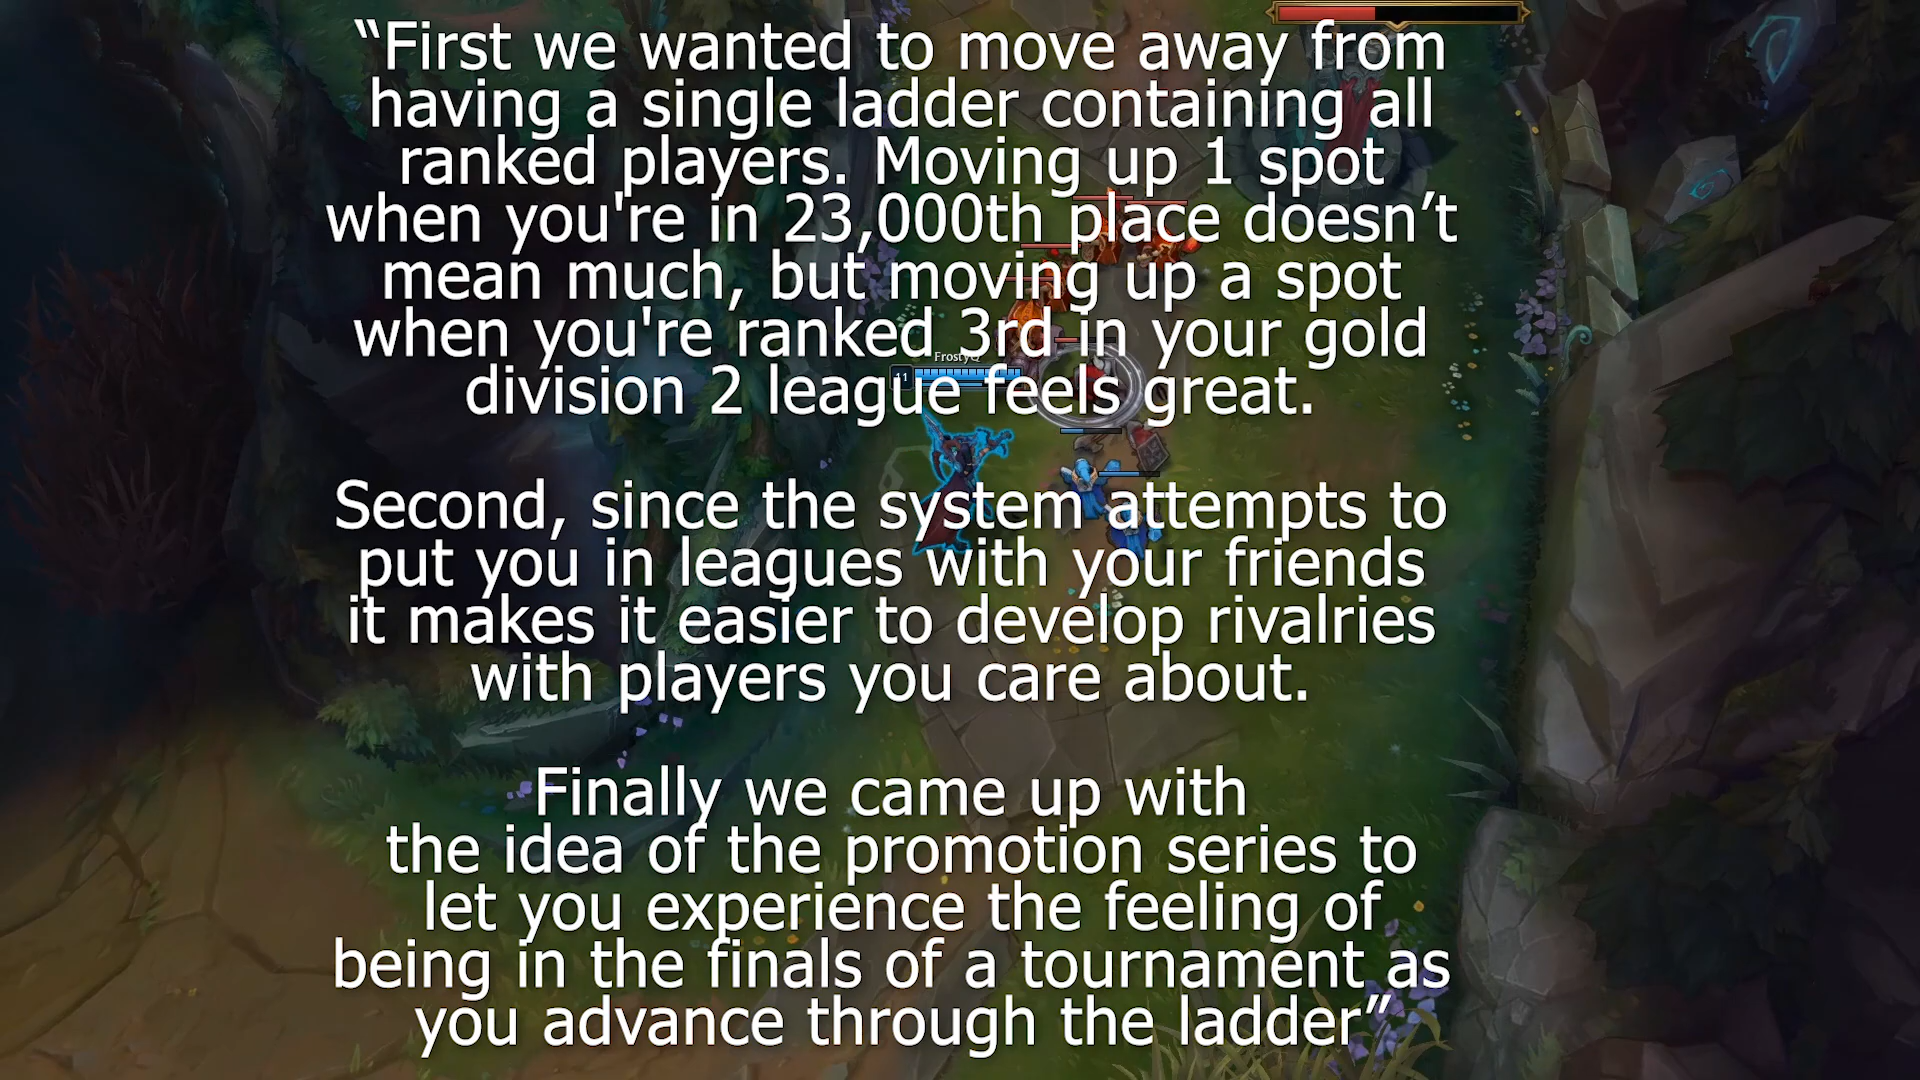 “First we wanted to move away from
having a single ladder containing all
ranked players. Moving up 1 spot
when you're in 23,000th place doesn’t
mean much, but moving up a spot
when you're ranked 3rd in your gold
FrostyQ
11
division 2 league feels great.
Second, since the system attempts to
put you in leagues with your friends
it makes it easier to develop rivalries
with players you care about.
Finally we came up with
the idea of the promotion series to
let you experience the feeling of
being in the finals of a tournament as
you advance through the ladder”